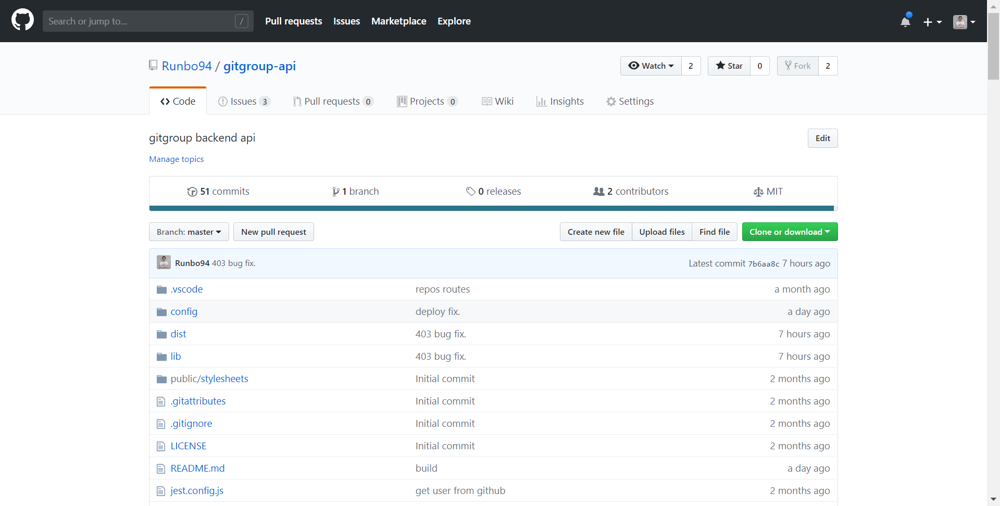 Search or jump to... / Pull requests Issues Marketplace Explore
Runbo94 / gitgroup-api Watch 2 Star 0 Fork 2
Code Issues 3 Pull requests 0 Projects 0 Wiki Insights Settings
gitgroup backend api Edit
Manage topics
51 commits 1 branch 0 releases 2 contributors MIT
Branch: master New pull request Create new file Upload files Find file Clone or download
Runbo94 403 bug fix. Latest commit 7b6aa8c 7 hours ago
.vscode repos routes a month ago
config deploy fix. a day ago
dist 403 bug fix. 7 hours ago
lib 403 bug fix. 7 hours ago
public/stylesheets Initial commit 2 months ago
.gitattributes Initial commit 2 months ago
.gitignore Initial commit 2 months ago
LICENSE Initial commit 2 months ago
README.md build a day ago
jest.config.js get user from github 2 months ago